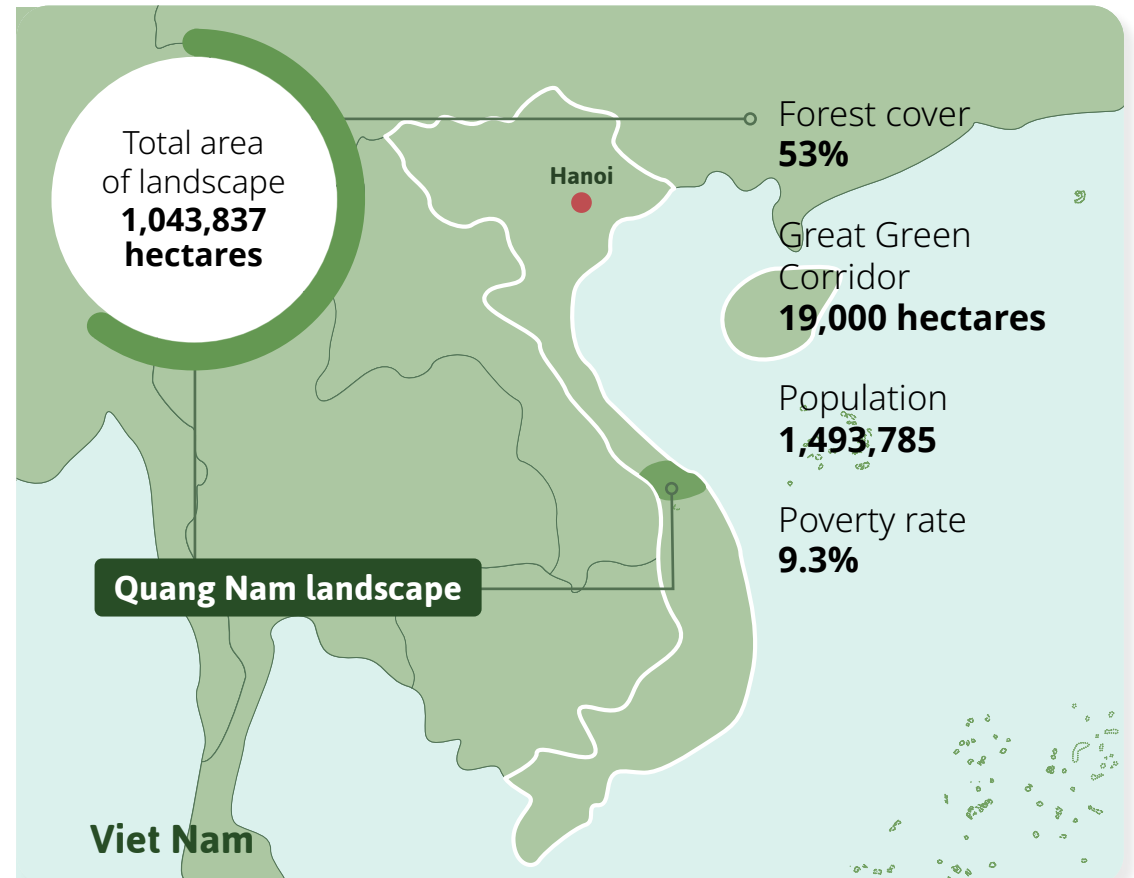 Total area
of landscape
1,043,837
hectares
Hanoi
Forest cover
53%
Great Green
Corridor
19,000 hectares
Population
1,493,785
Poverty rate
9.3%
Quang Nam landscape
Viet Nam